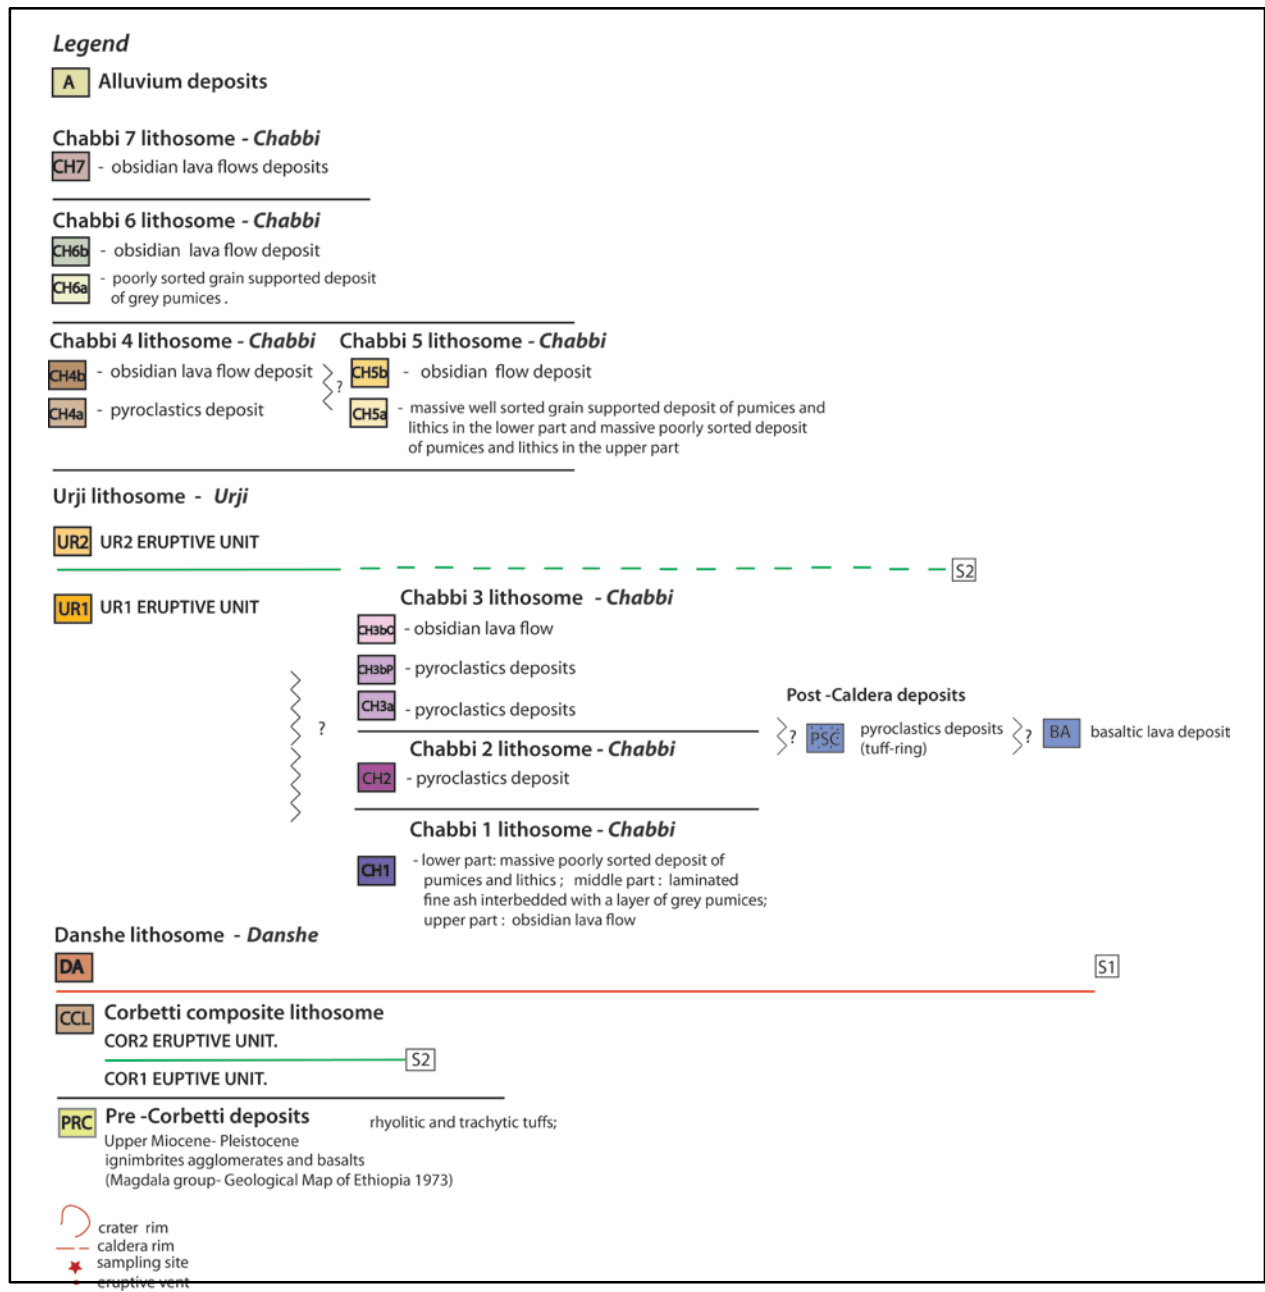 Legend
A Alluvium deposits
Chabbi 7 lithosome - Chabbi
CH7 - obsidian lava flows deposits
Chabbi 6 lithosome - Chabbi
CH6b - obsidian lava flow deposit
CH6a - poorly sorted grain supported deposit
of grey pumices .
Chabbi 4 lithosome - Chabbi
CH4b - obsidian lava flow deposit
CH4a - pyroclastics deposit
?
Chabbi 5 lithosome - Chabbi
CH5b - obsidian flow deposit
CH5a - massive well sorted grain supported deposit of pumices and
lithics in the lower part and massive poorly sorted deposit
of pumices and lithics in the upper part
Urji lithosome - Urji
UR2 UR2 ERUPTIVE UNIT
S2
UR1 UR1 ERUPTIVE UNIT
?
Chabbi 3 lithosome - Chabbi
CH3bO - obsidian lava flow
CH3bP - pyroclastics deposits
CH3a - pyroclastics deposits
Chabbi 2 lithosome - Chabbi
CH2 - pyroclastics deposit
Chabbi 1 lithosome - Chabbi
CH1 - lower part: massive poorly sorted deposit of
pumices and lithics ; middle part : laminated
fine ash interbedded with a layer of grey pumices;
upper part : obsidian lava flow
Post -Caldera deposits
? PSC pyroclastics deposits
(tuff-ring)
? BA basaltic lava deposit
Danshe lithosome - Danshe
DA
S1
CCL Corbetti composite lithosome
COR2 ERUPTIVE UNIT.
S2
COR1 EUPTIVE UNIT.
PRC Pre -Corbetti deposits rhyolitic and trachytic tuffs;
Upper Miocene- Pleistocene
ignimbrites agglomerates and basalts
(Magdala group- Geological Map of Ethiopia 1973)
crater rim
caldera rim
sampling site
eruptive vent